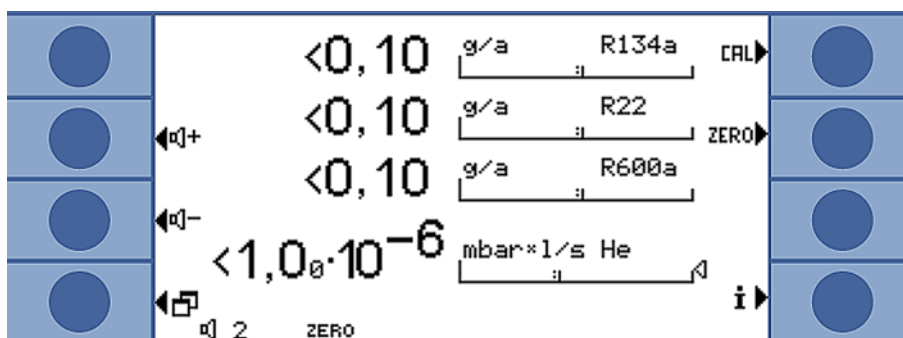 <0,10 g/a R134a CAL
<0,10 g/a R22 ZERO
+
<0,10 g/a R600a
-
<1,0₀·10⁻⁶ mbar×l/s He
i
2 ZERO